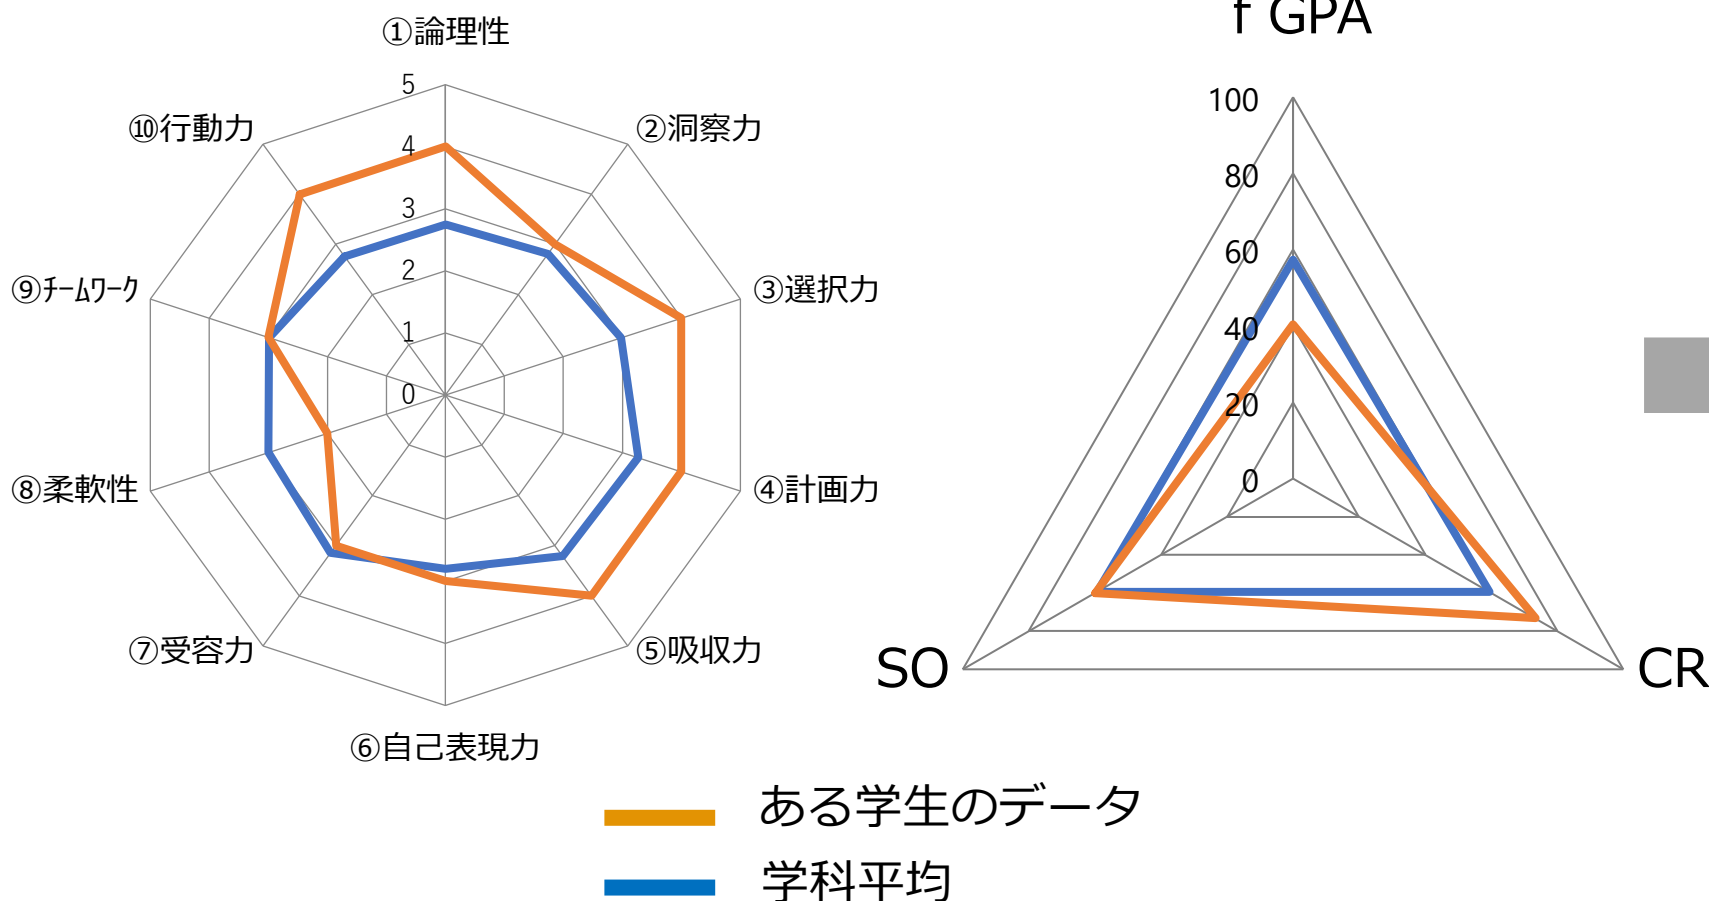 ①論理性
5
4
3
2
1
0
②洞察力
③選択力
④計画力
⑤吸収力
⑥自己表現力
⑦受容力
⑧柔軟性
⑨ﾁｰﾑﾜｰｸ
⑩行動力
f GPA
100
80
60
40
20
0
SO
CR
ある学生のデータ
学科平均